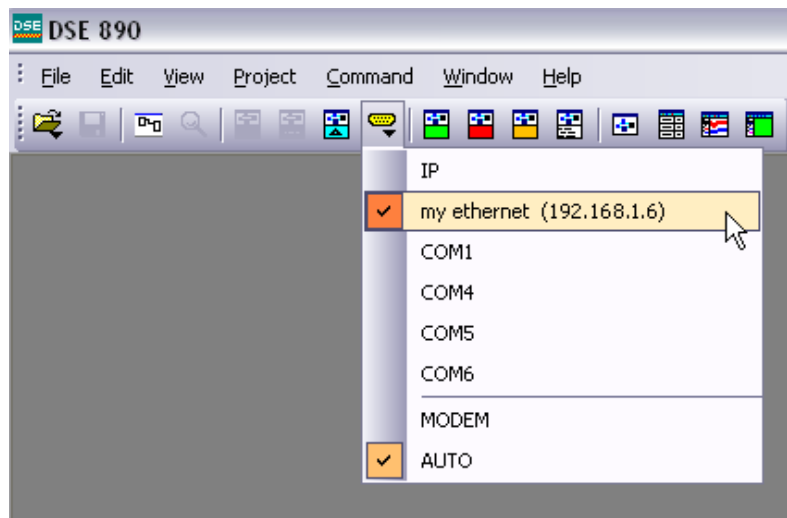 DSE DSE 890
File Edit View Project Command Window Help
IP
my ethernet (192.168.1.6)
COM1
COM4
COM5
COM6
MODEM
AUTO